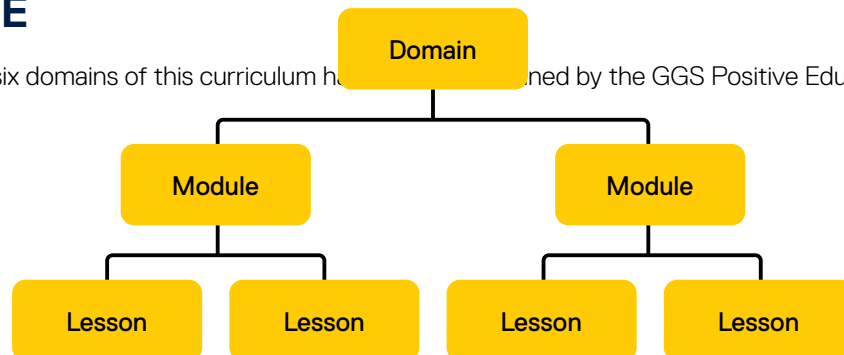 E
Domain
six domains of this curriculum ha ned by the GGS Positive Edu
Module Module
Lesson Lesson Lesson Lesson